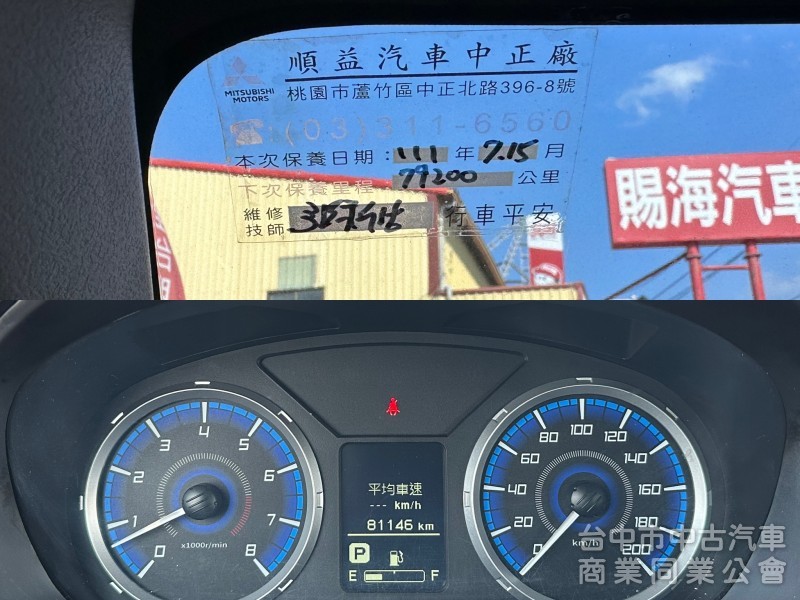 順益汽車中正廠
MITSUBISHI
MOTORS
桃園市蘆竹區中正北路396-8號
(03)311-6560
本次保養日期：111年7.15月
下次保養里程 79200 公里
維修
技師
行車平安
賜海汽車
平均車速
--- km/h
81146 km
P
E F
0 1 2 3 4 5 6 7 8
x1000r/min
0 20 40 60 80 100 120 140 160 180 200
km/h
台中市中古汽車
商業同業公會